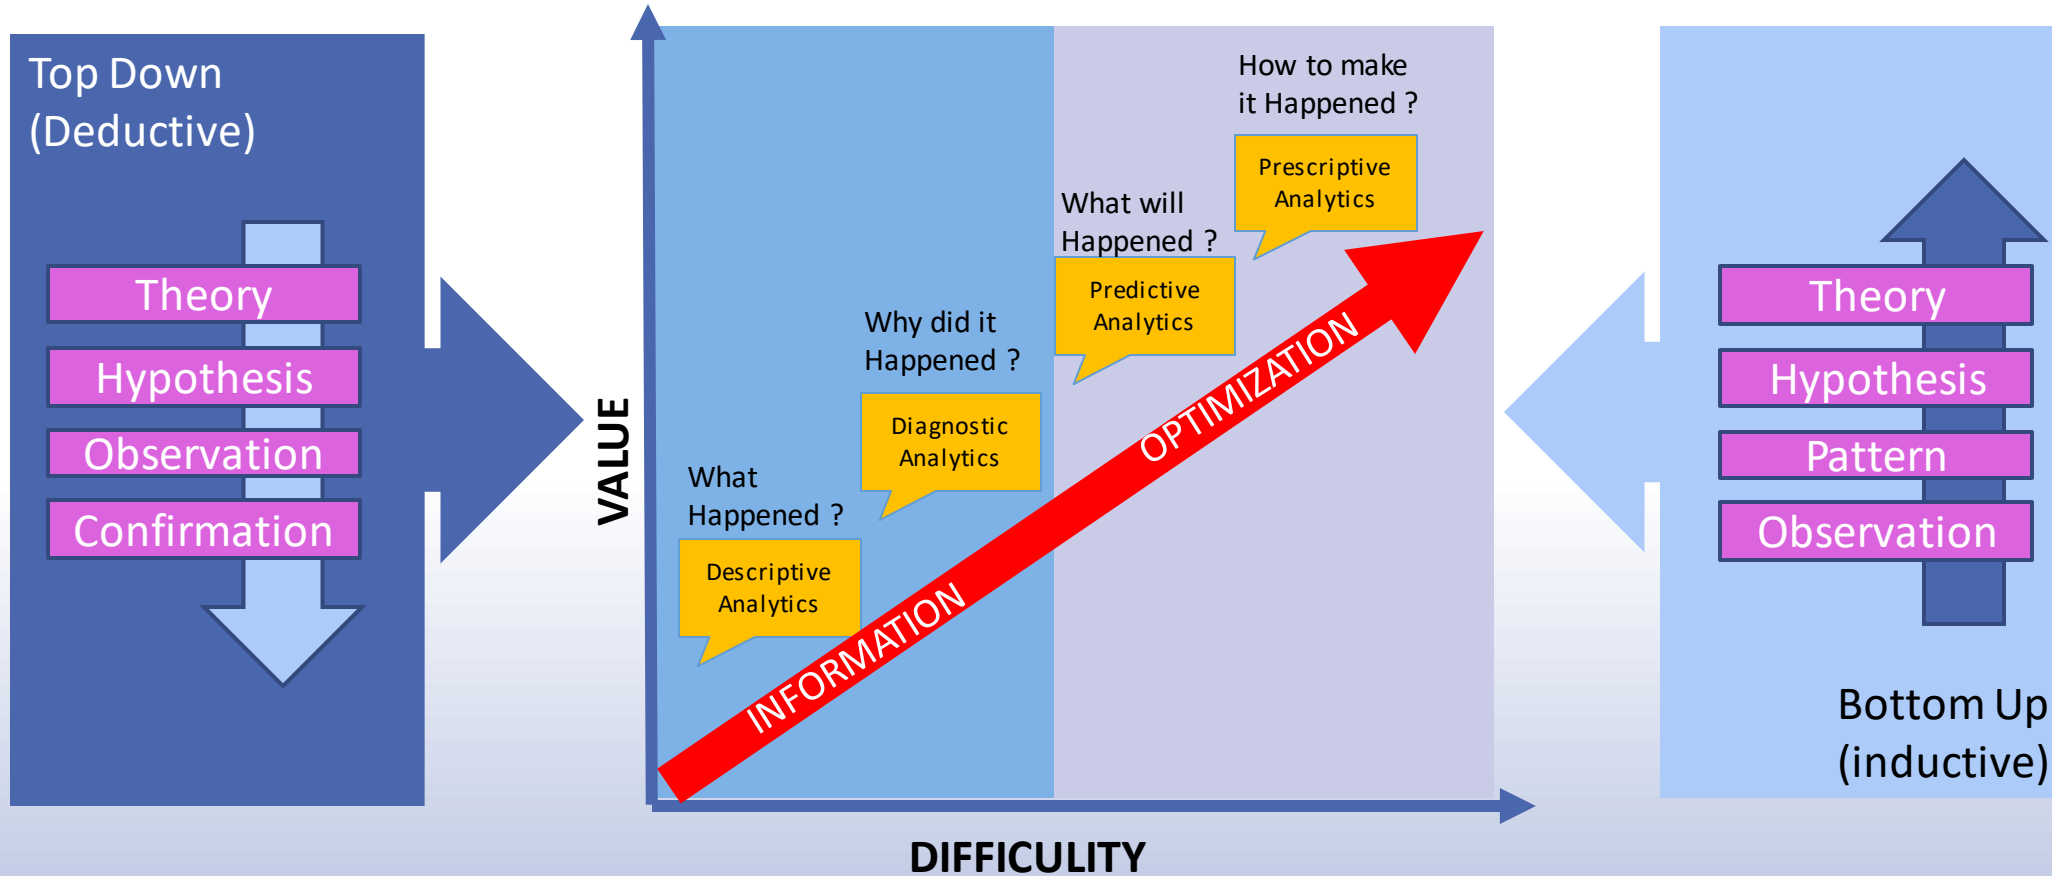 Top Down
(Deductive)
Theory
Hypothesis
Observation
Confirmation
VALUE
What
Happened ?
Descriptive
Analytics
Why did it
Happened ?
Diagnostic
Analytics
What will
Happened ?
Predictive
Analytics
How to make
it Happened ?
Prescriptive
Analytics
INFORMATION
OPTIMIZATION
DIFFICULITY
Theory
Hypothesis
Pattern
Observation
Bottom Up
(inductive)